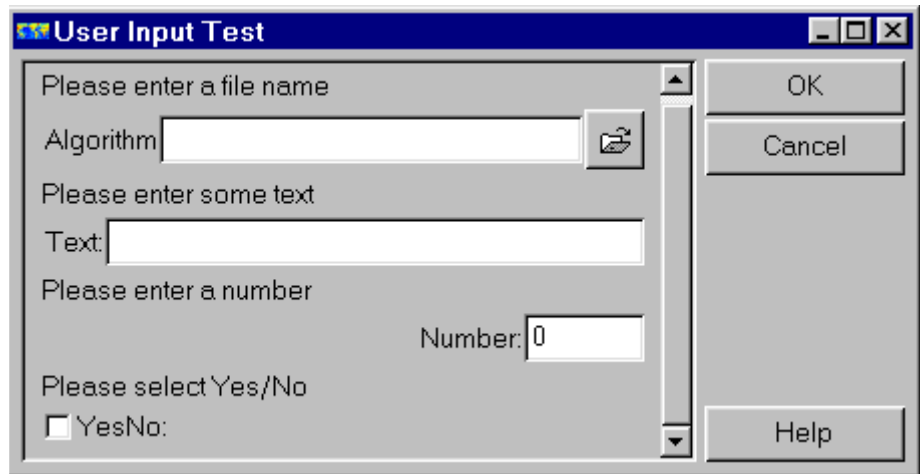 User Input Test
Please enter a file name
Algorithm
Please enter some text
Text:
Please enter a number
Number: 0
Please select Yes/No
YesNo:
OK
Cancel
Help